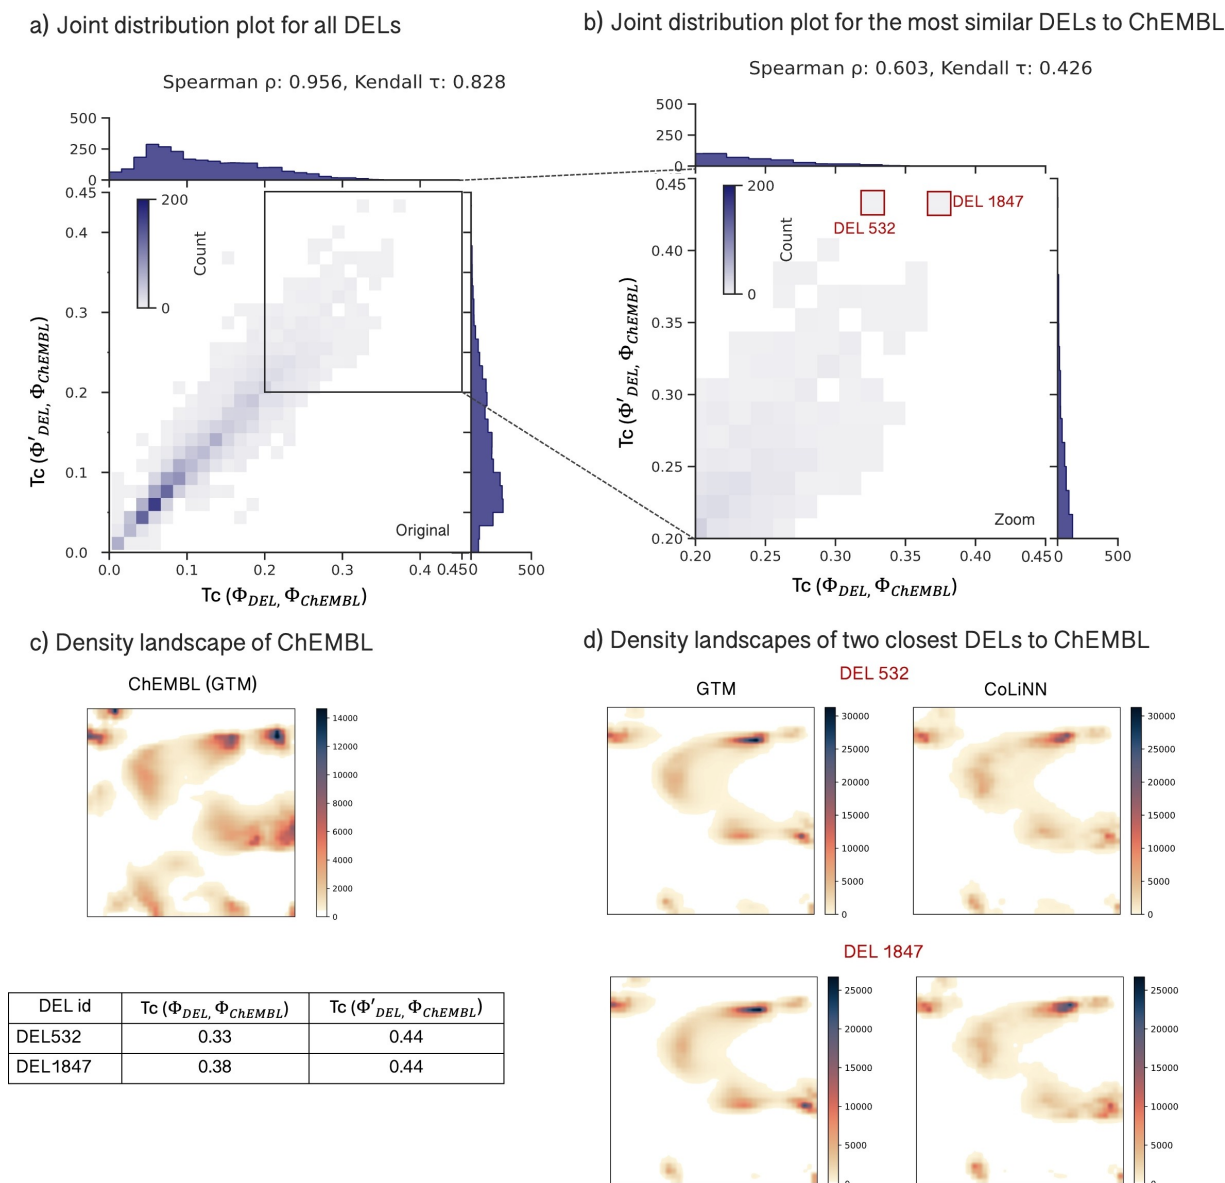 a) Joint distribution plot for all DELs
Spearman ρ: 0.956, Kendall τ: 0.828
500
250
0
0.45
0.4
0.3
0.2
0.1
0.0
200
Count
0
Original
Tc (Φ′DEL, ΦChEMBL)
0.0 0.1 0.2 0.3 0.4 0.450 500
Tc (ΦDEL, ΦChEMBL)
b) Joint distribution plot for the most similar DELs to ChEMBL
Spearman ρ: 0.603, Kendall τ: 0.426
500
250
0
0.45
0.40
0.35
0.30
0.25
0.20
200
Count
0
DEL 532
DEL 1847
Zoom
Tc (Φ′DEL, ΦChEMBL)
0.20 0.25 0.30 0.35 0.40 0.450 500
Tc (ΦDEL, ΦChEMBL)
c) Density landscape of ChEMBL
ChEMBL (GTM)
14000
12000
10000
8000
6000
4000
2000
0
DEL id Tc (ΦDEL, ΦChEMBL) Tc (Φ′DEL, ΦChEMBL)
DEL532 0.33 0.44
DEL1847 0.38 0.44
d) Density landscapes of two closest DELs to ChEMBL
DEL 532
GTM
30000
25000
20000
15000
10000
5000
0
CoLiNN
30000
25000
20000
15000
10000
5000
0
DEL 1847
25000
20000
15000
10000
5000
25000
20000
15000
10000
5000